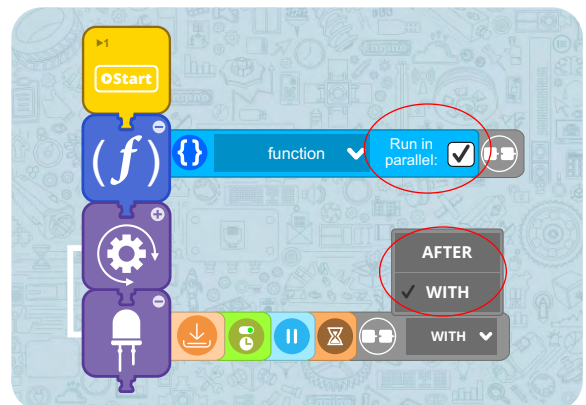 ▶1
Start
(f)
{}
function
Run in
parallel:
AFTER
WITH
WITH